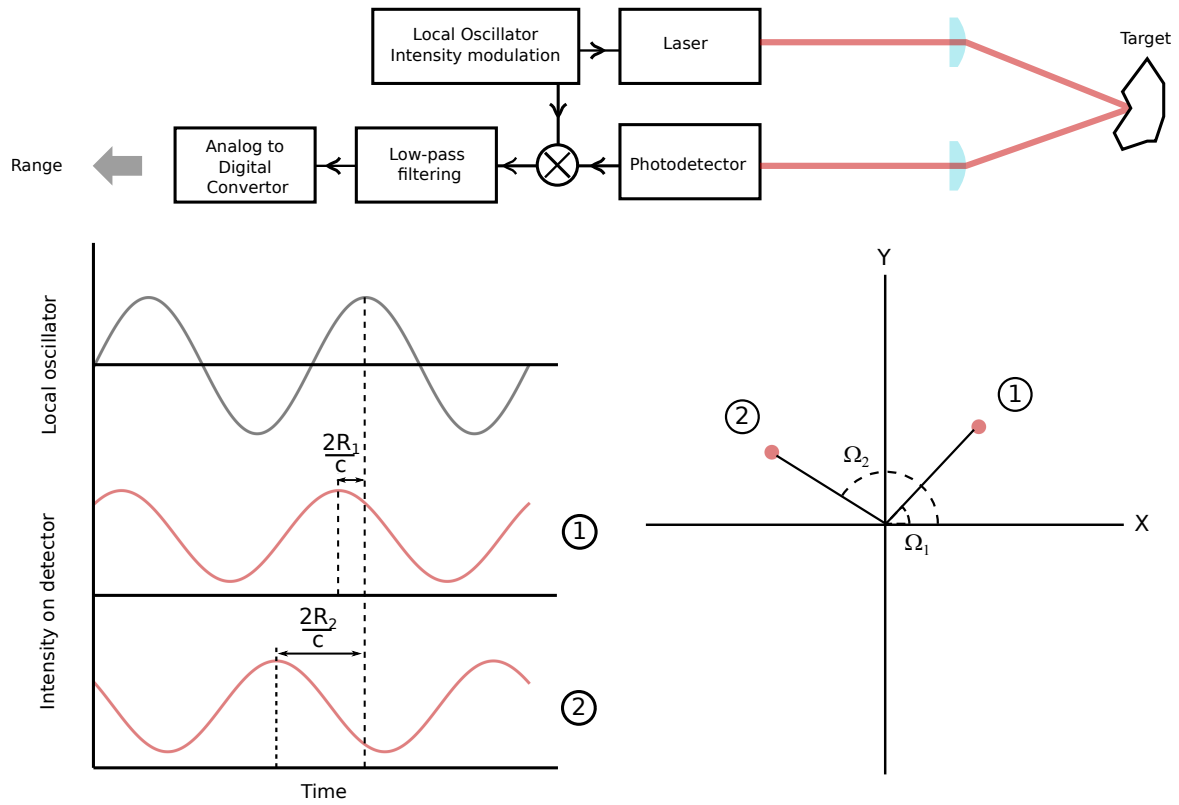 Local Oscillator
Intensity modulation
Laser
Target
Range
Analog to
Digital
Convertor
Low-pass
filtering
Photodetector
Local oscillator
Intensity on detector
2R₁
c
1
2R₂
c
2
Time
Y
X
1
2
Ω₂
Ω₁